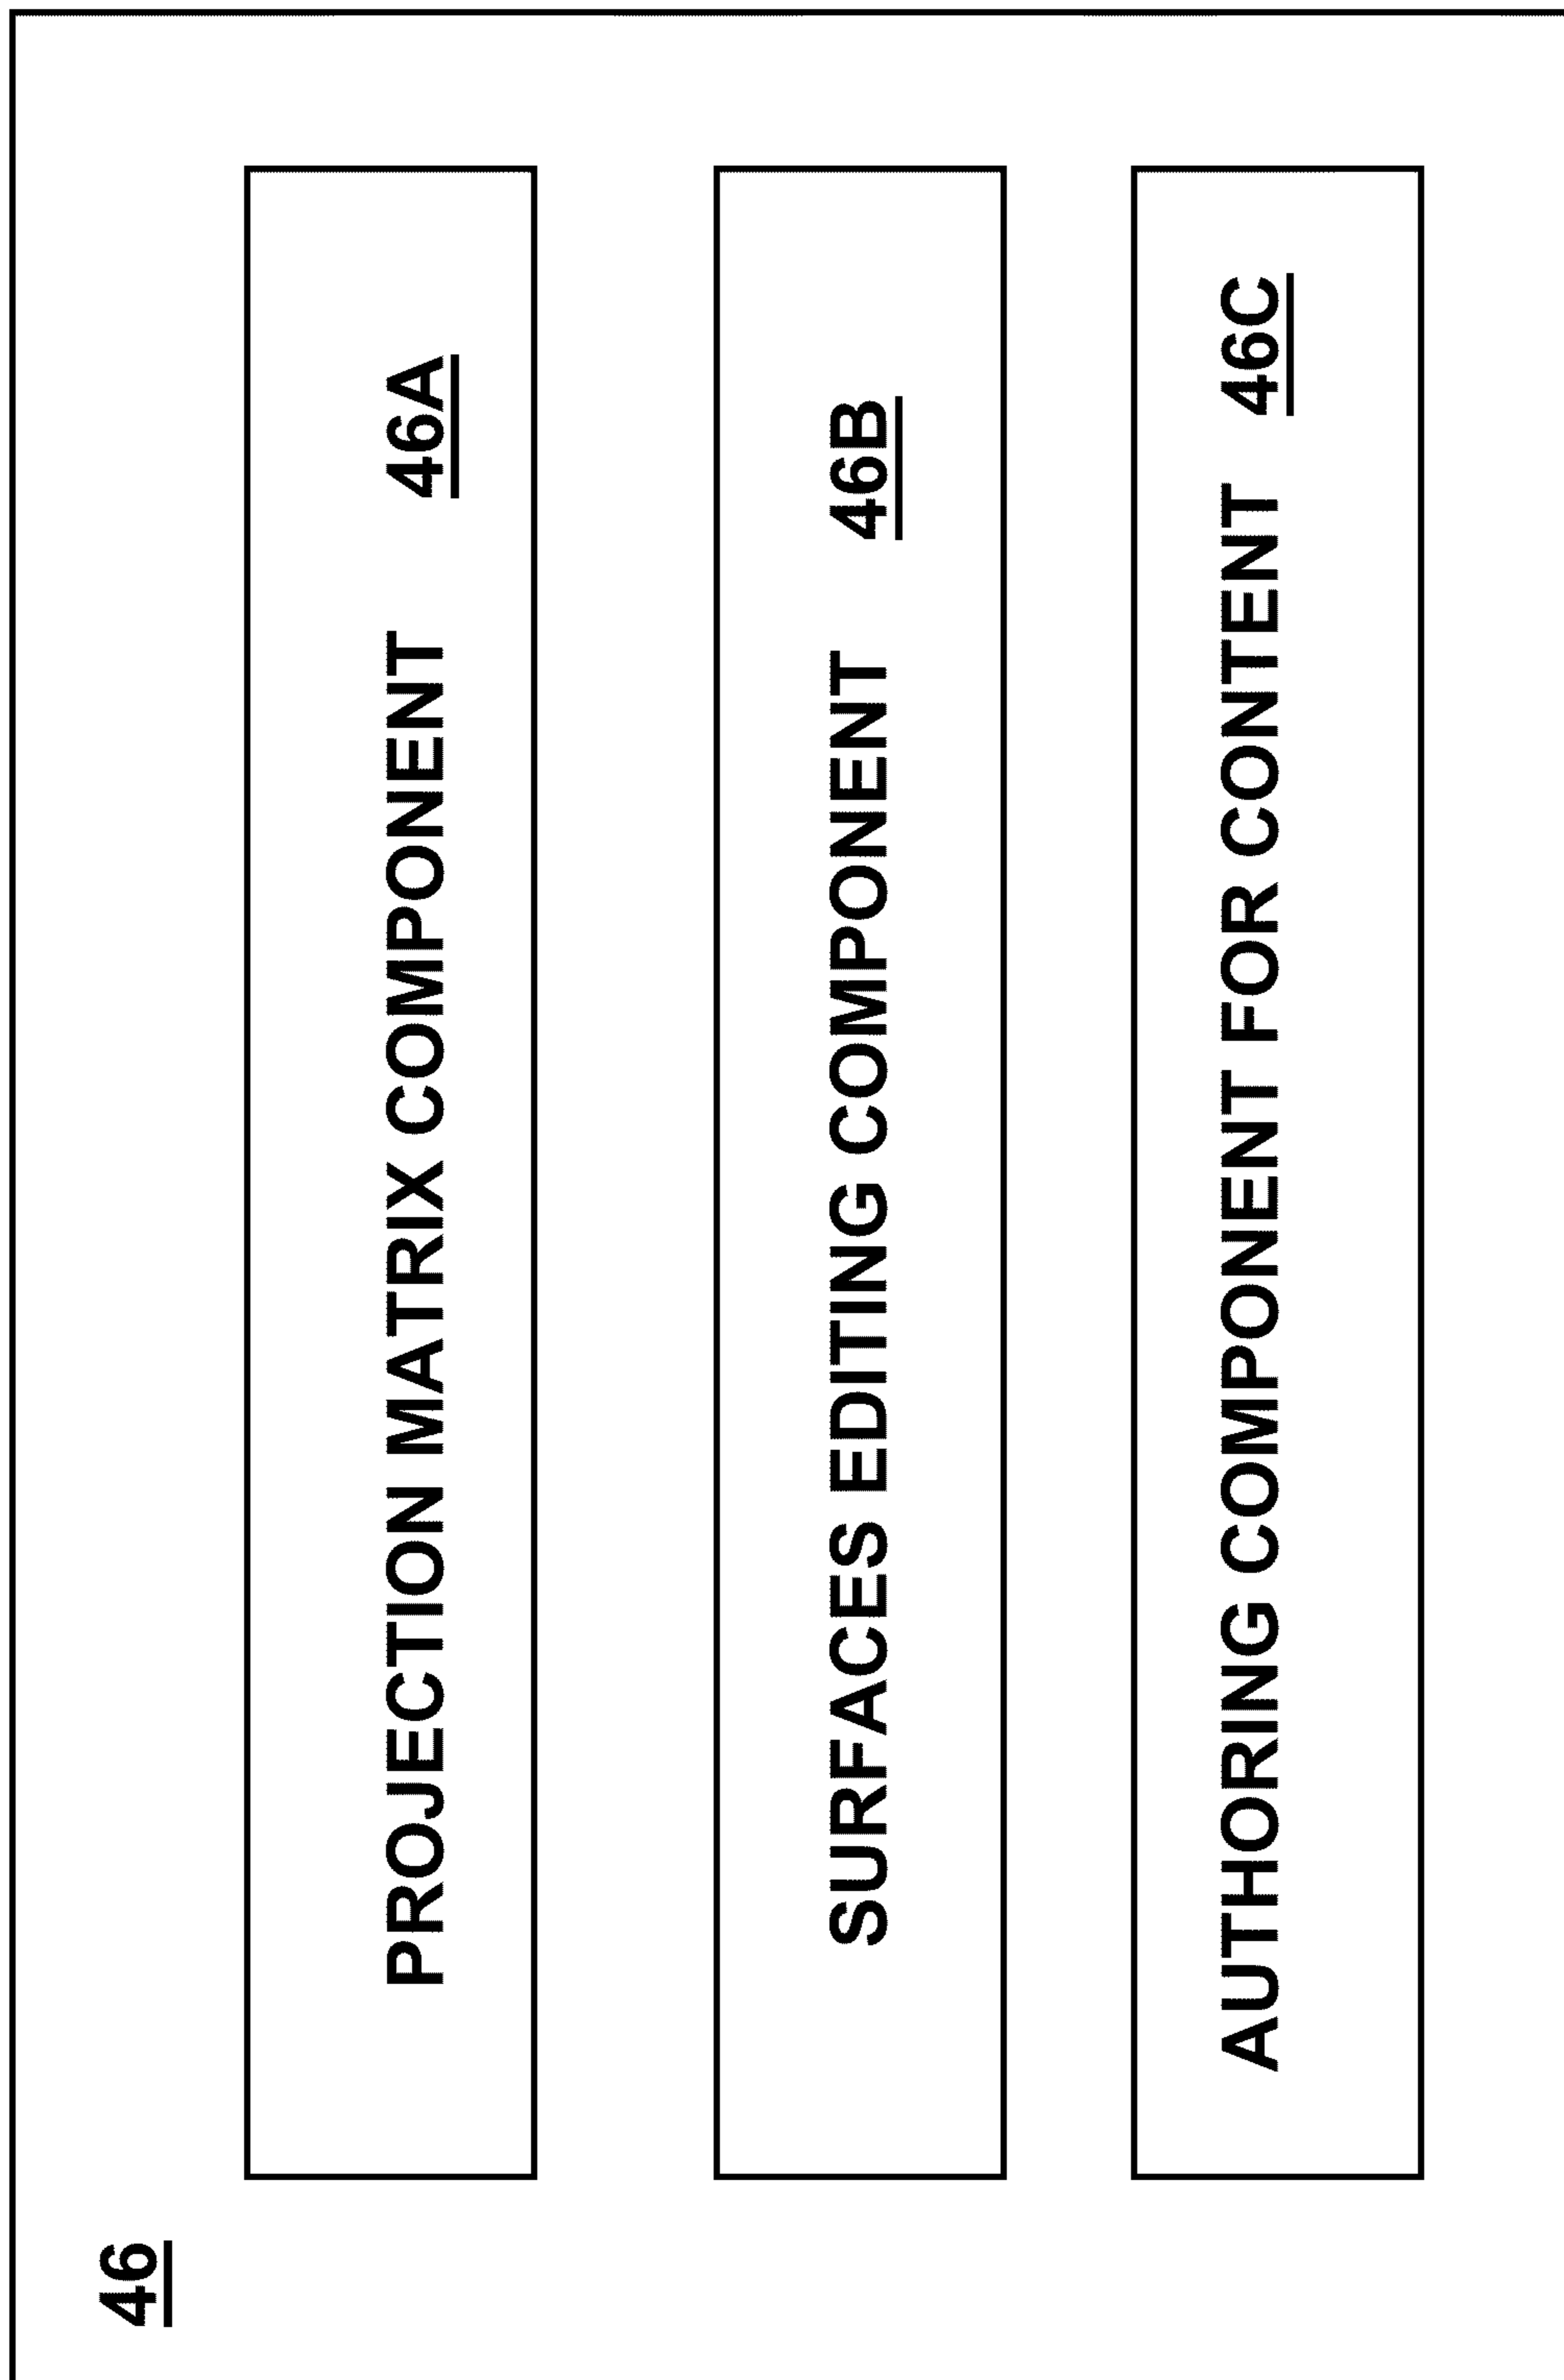 46
PROJECTION MATRIX COMPONENT 46A
SURFACES EDITING COMPONENT 46B
AUTHORING COMPONENT FOR CONTENT 46C